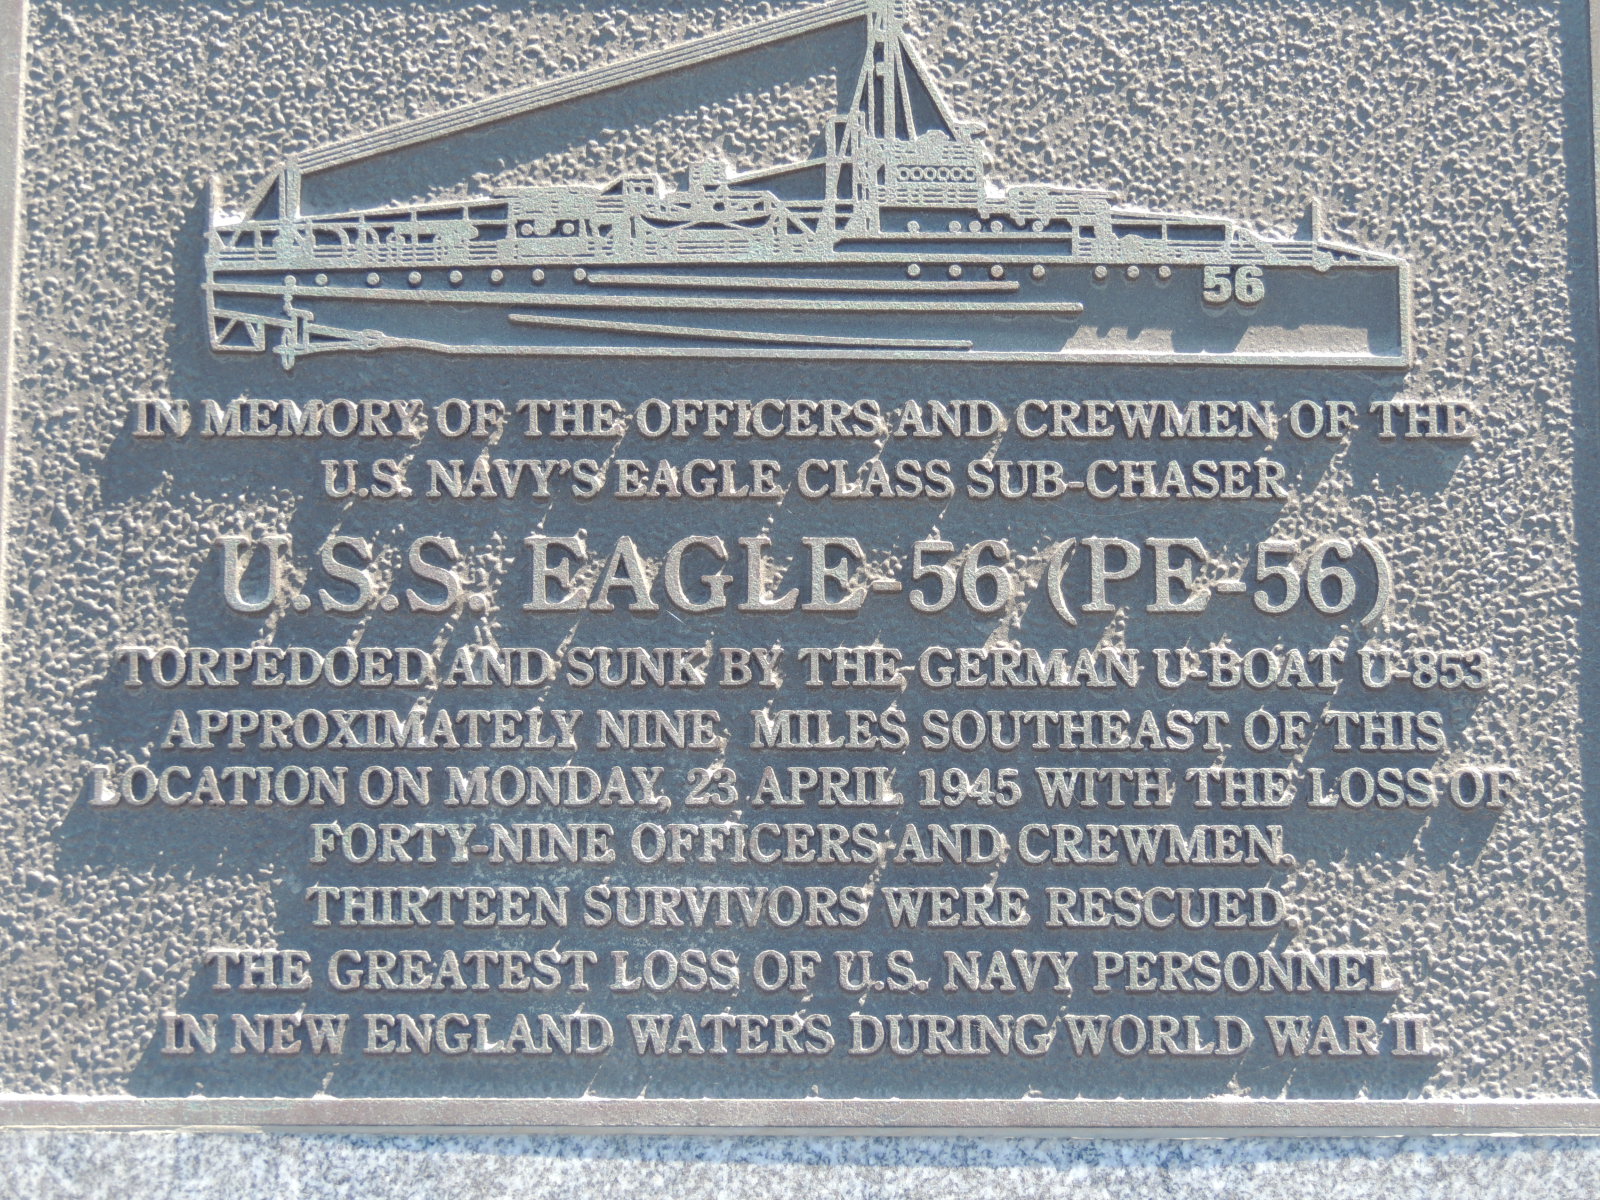 56
IN MEMORY OF THE OFFICERS AND CREWMEN OF THE
U.S. NAVY'S EAGLE CLASS SUB-CHASER
U.S.S. EAGLE-56 (PE-56)
TORPEDOED AND SUNK BY THE GERMAN U-BOAT U-853
APPROXIMATELY NINE MILES SOUTHEAST OF THIS
LOCATION ON MONDAY, 23 APRIL 1945 WITH THE LOSS OF
FORTY-NINE OFFICERS AND CREWMEN.
THIRTEEN SURVIVORS WERE RESCUED.
THE GREATEST LOSS OF U.S. NAVY PERSONNEL
IN NEW ENGLAND WATERS DURING WORLD WAR II